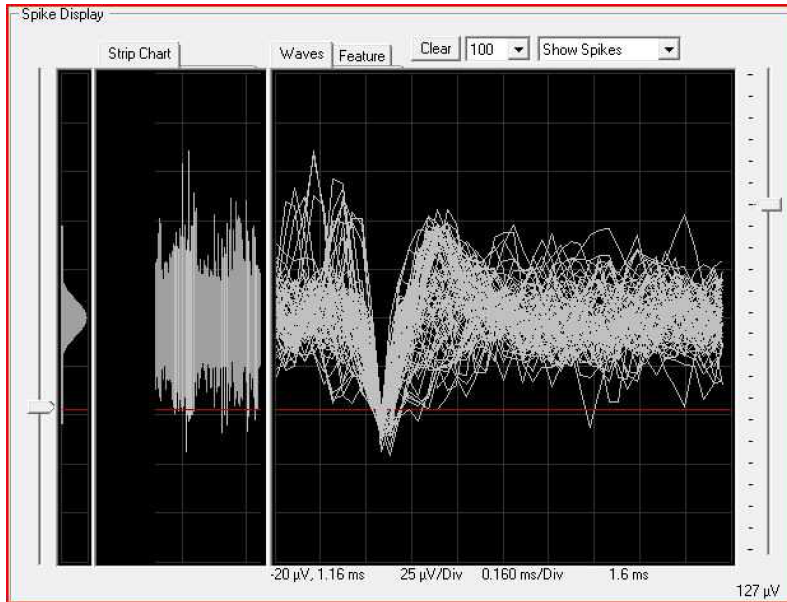 Spike Display
Strip Chart Waves Feature Clear 100 Show Spikes
-20 µV, 1.16 ms 25 µV/Div 0.160 ms/Div 1.6 ms
127 µV